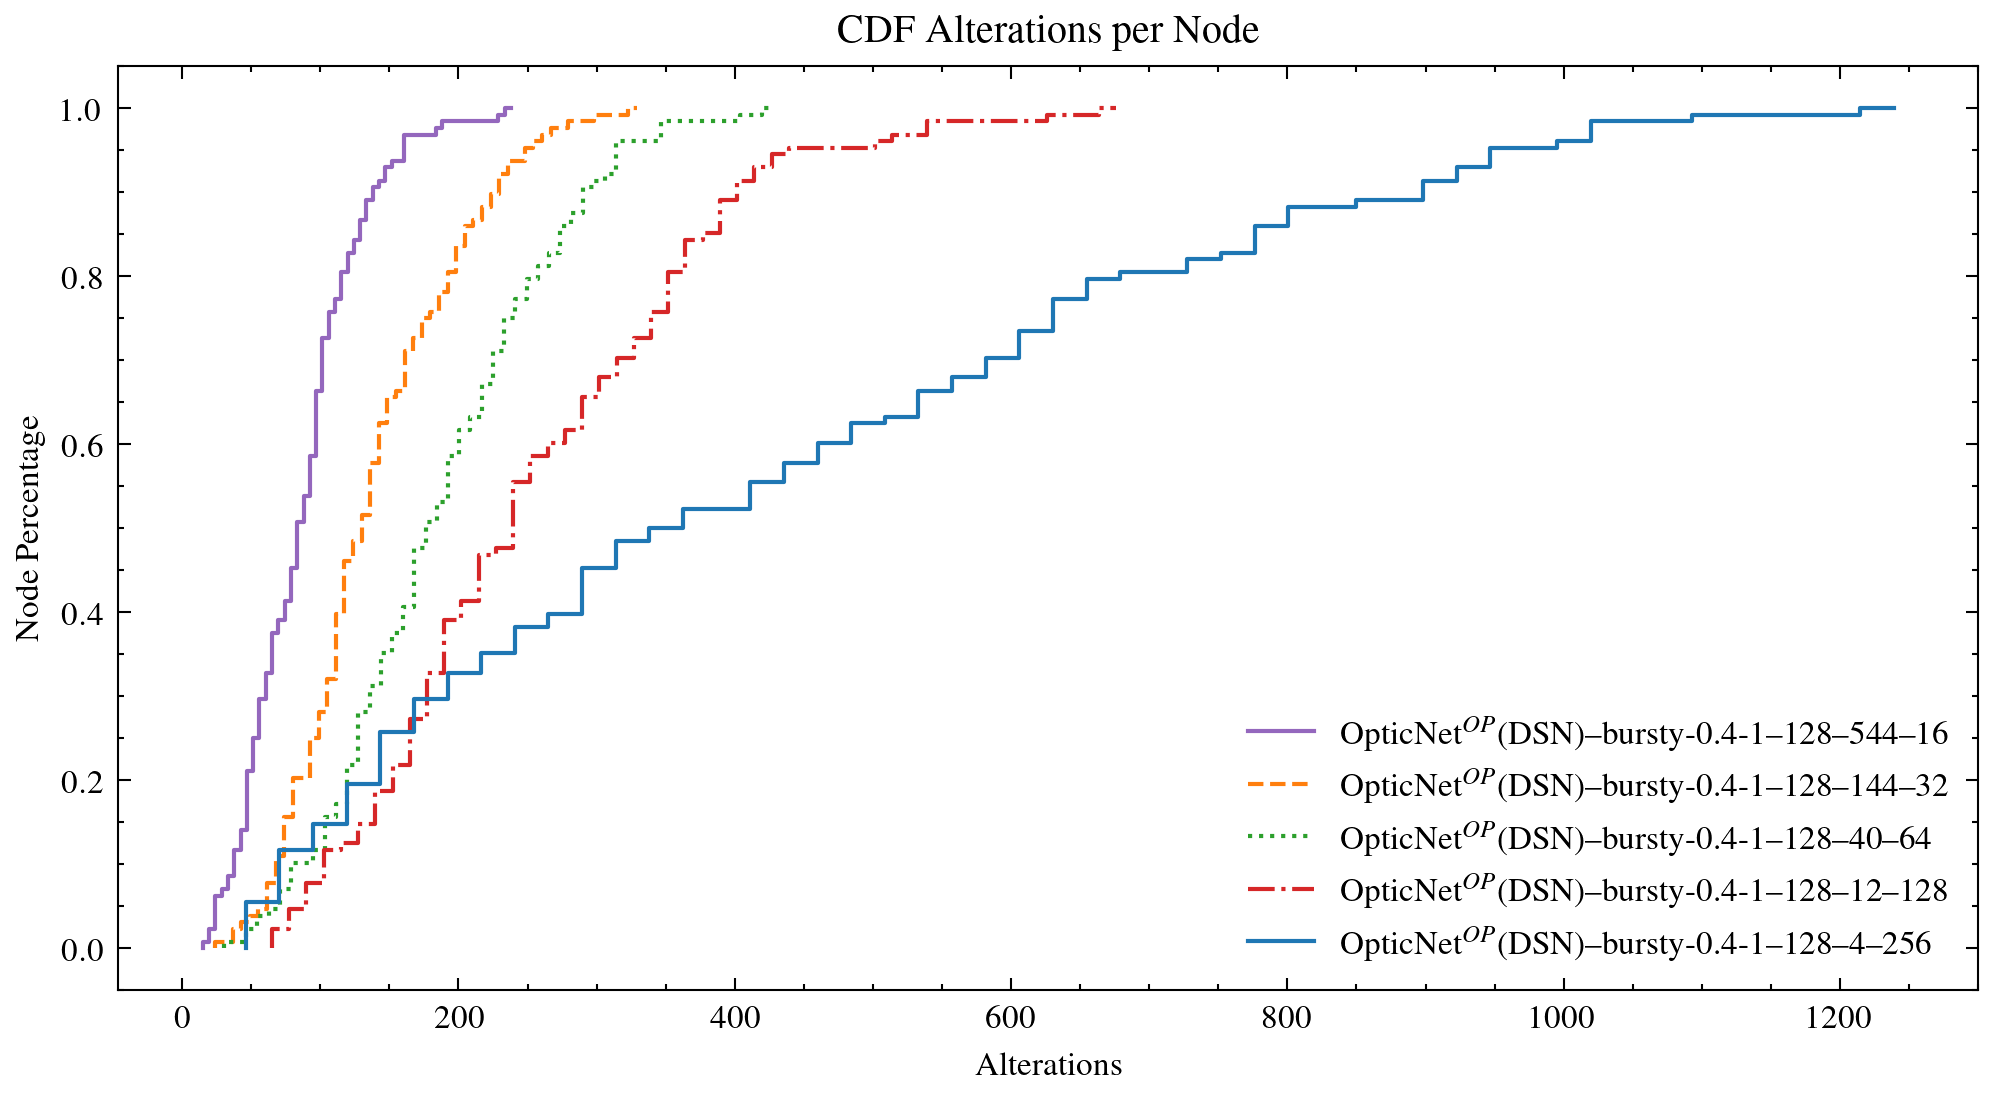 CDF Alterations per Node
Node Percentage
1.0
0.8
0.6
0.4
0.2
0.0
OpticNet^OP(DSN)–bursty-0.4-1–128–544–16
OpticNet^OP(DSN)–bursty-0.4-1–128–144–32
OpticNet^OP(DSN)–bursty-0.4-1–128–40–64
OpticNet^OP(DSN)–bursty-0.4-1–128–12–128
OpticNet^OP(DSN)–bursty-0.4-1–128–4–256
0 200 400 600 800 1000 1200
Alterations